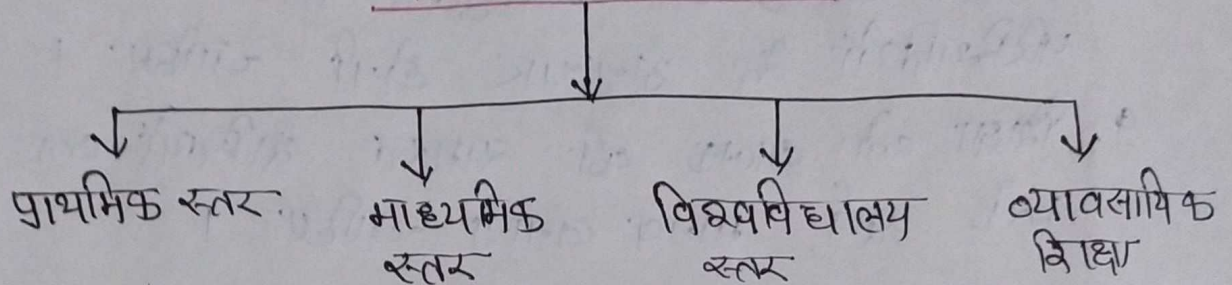 प्राथमिक स्तर माध्यमिक विश्वविद्यालय व्यावसायिक
स्तर स्तर शिक्षा